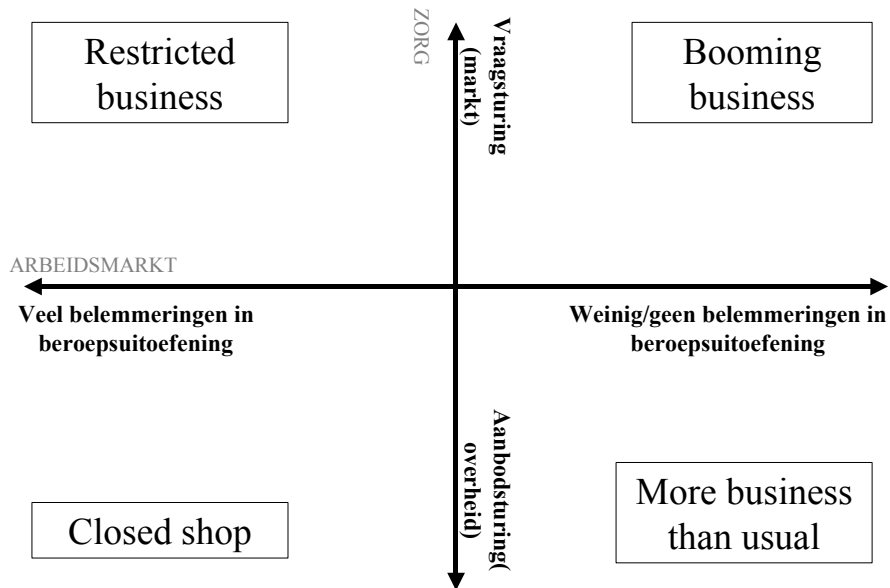 Restricted
business
ZORG
Vraagsturing
(markt)
Booming
business
ARBEIDSMARKT
Veel belemmeringen in
beroepsuitoefening
Weinig/geen belemmeringen in
beroepsuitoefening
Closed shop
Aanbodsturing(
overheid)
More business
than usual